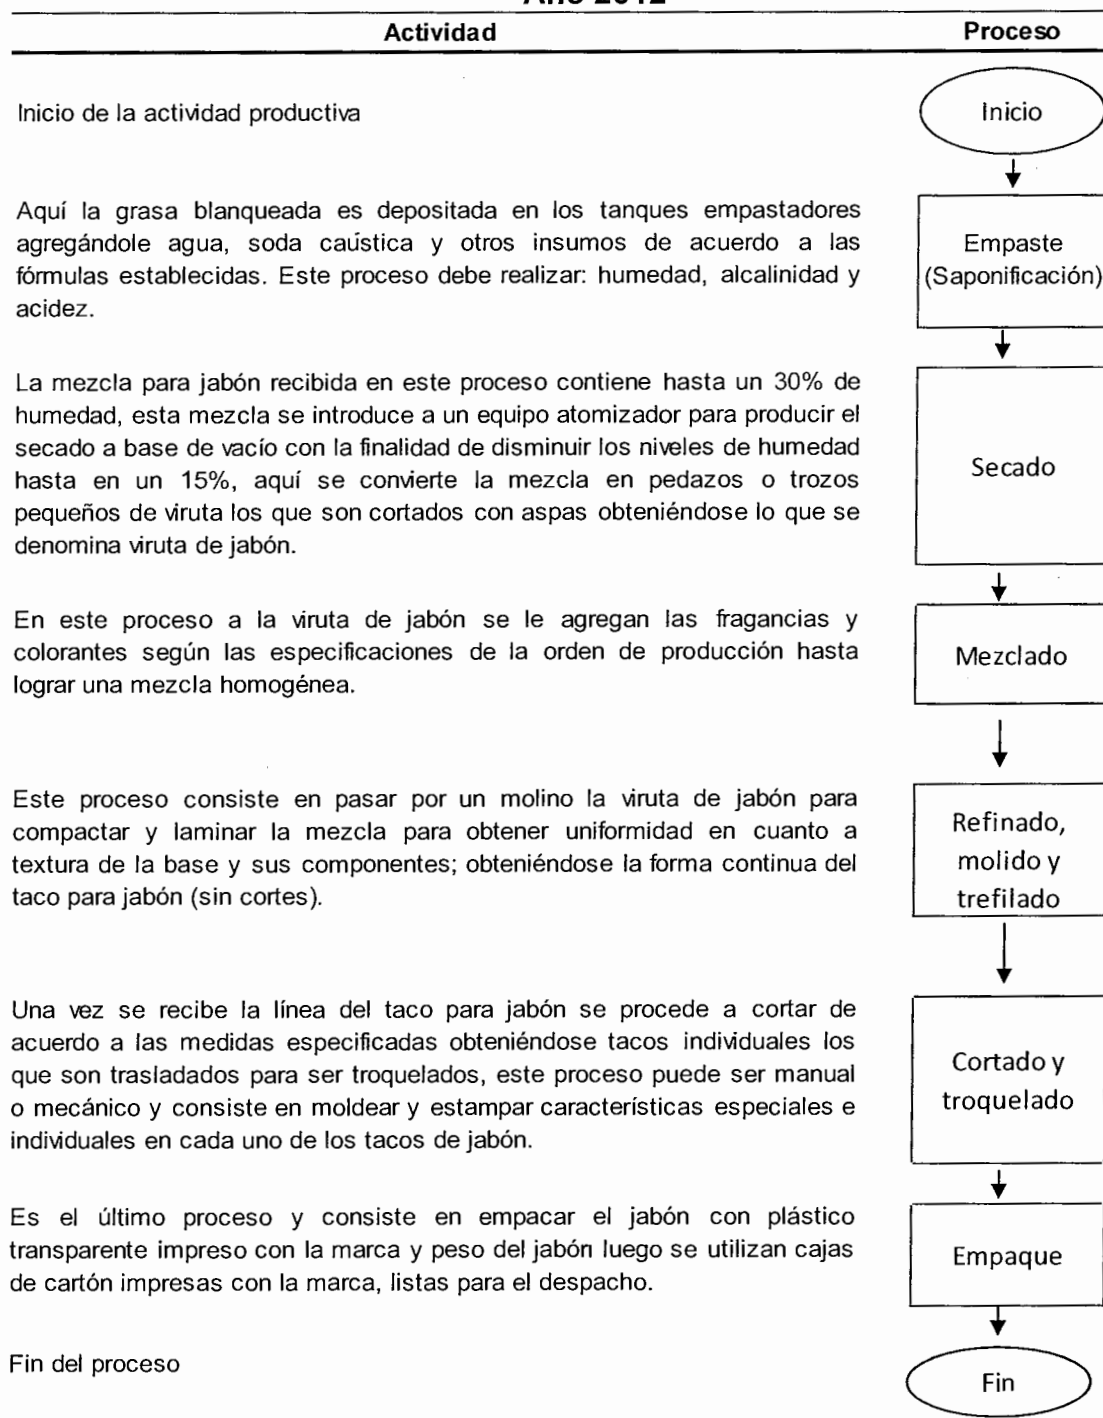 Año 2012
Actividad Proceso
Inicio de la actividad productiva
Inicio
Aquí la grasa blanqueada es depositada en los tanques empastadores
agregándole agua, soda caústica y otros insumos de acuerdo a las
fórmulas establecidas. Este proceso debe realizar: humedad, alcalinidad y
acidez.
Empaste
(Saponificación)
La mezcla para jabón recibida en este proceso contiene hasta un 30% de
humedad, esta mezcla se introduce a un equipo atomizador para producir el
secado a base de vacío con la finalidad de disminuir los niveles de humedad
hasta en un 15%, aquí se convierte la mezcla en pedazos o trozos
pequeños de viruta los que son cortados con aspas obteniéndose lo que se
denomina viruta de jabón.
Secado
En este proceso a la viruta de jabón se le agregan las fragancias y
colorantes según las especificaciones de la orden de producción hasta
lograr una mezcla homogénea.
Mezclado
Este proceso consiste en pasar por un molino la viruta de jabón para
compactar y laminar la mezcla para obtener uniformidad en cuanto a
textura de la base y sus componentes; obteniéndose la forma continua del
taco para jabón (sin cortes).
Refinado,
molido y
trefilado
Una vez se recibe la línea del taco para jabón se procede a cortar de
acuerdo a las medidas especificadas obteniéndose tacos individuales los
que son trasladados para ser troquelados, este proceso puede ser manual
o mecánico y consiste en moldear y estampar características especiales e
individuales en cada uno de los tacos de jabón.
Cortado y
troquelado
Es el último proceso y consiste en empacar el jabón con plástico
transparente impreso con la marca y peso del jabón luego se utilizan cajas
de cartón impresas con la marca, listas para el despacho.
Empaque
Fin del proceso
Fin